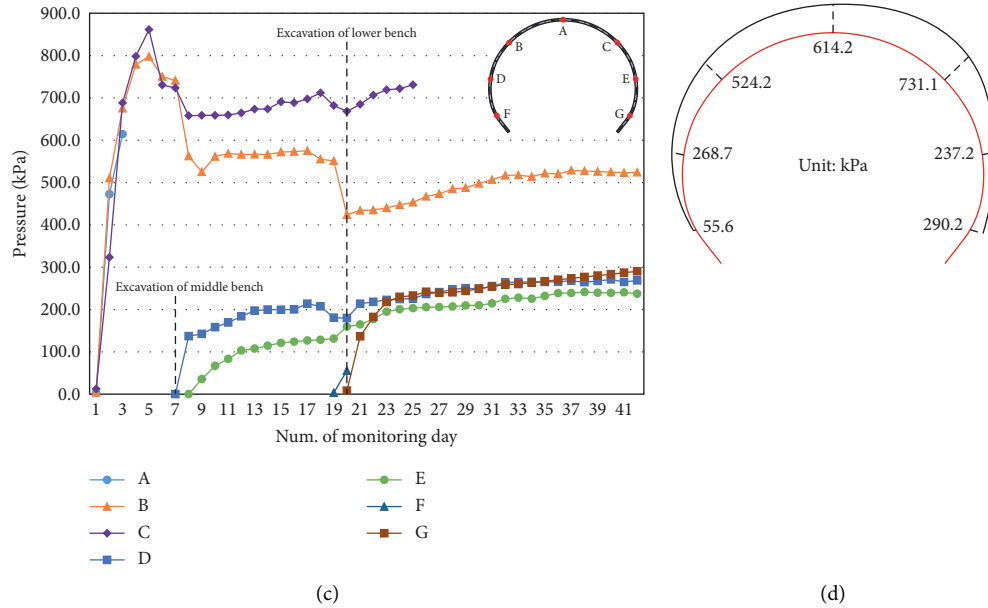 900.0
800.0
700.0
600.0
500.0
400.0
300.0
200.0
100.0
0.0
Pressure (kPa)
Excavation of lower bench
Excavation of middle bench
A
B
C
D
E
F
G
1 3 5 7 9 11 13 15 17 19 21 23 25 27 29 31 33 35 37 39 41
Num. of monitoring day
A
B
C
D
E
F
G
(c)
614.2
524.2
731.1
268.7
Unit: kPa
237.2
55.6
290.2
(d)